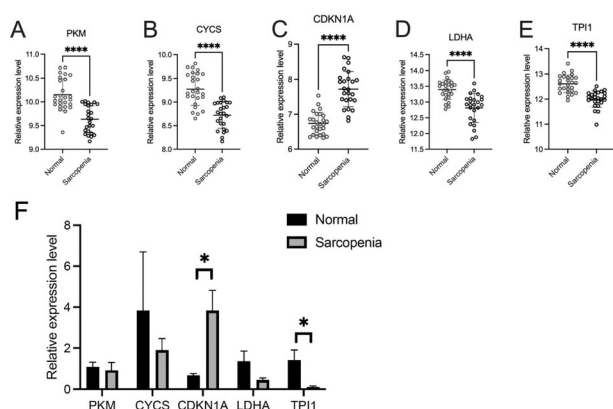 A
PKM
****
Relative expression level
10.5
10.0
9.5
9.0
Normal
Sarcopenia
B
CYCS
****
Relative expression level
10.0
9.5
9.0
8.5
8.0
Normal
Sarcopenia
C
CDKN1A
****
Relative expression level
9
8
7
6
Normal
Sarcopenia
D
LDHA
****
Relative expression level
14.5
14.0
13.5
13.0
12.5
12.0
11.5
Normal
Sarcopenia
E
TPI1
****
Relative expression level
14
13
12
11
10
Normal
Sarcopenia
F
Normal
Sarcopenia
Relative expression level
8
6
4
2
0
*
*
PKM CYCS CDKN1A LDHA TPI1